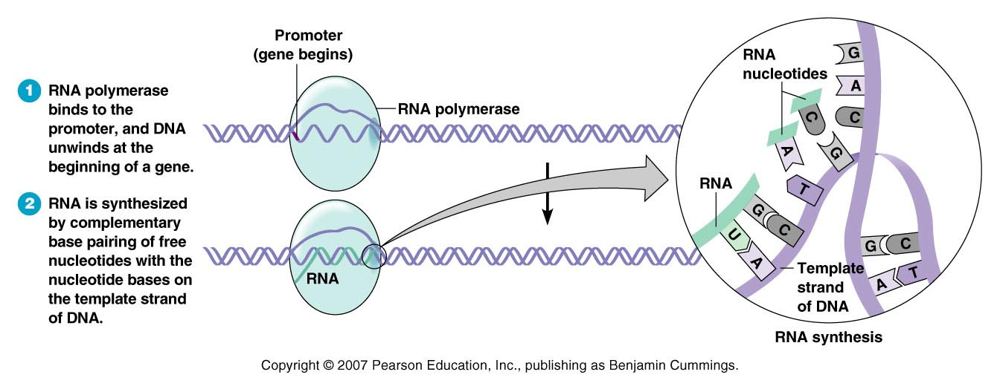 Promoter
(gene begins)
1
RNA polymerase
binds to the
promoter, and DNA
unwinds at the
beginning of a gene.
RNA polymerase
2
RNA is synthesized
by complementary
base pairing of free
nucleotides with the
nucleotide bases on
the template strand
of DNA.
RNA
RNA
nucleotides
G
A
C
C
A
G
T
RNA
G
C
U
A
G
C
A
T
Template
strand
of DNA
RNA synthesis
Copyright © 2007 Pearson Education, Inc., publishing as Benjamin Cummings.